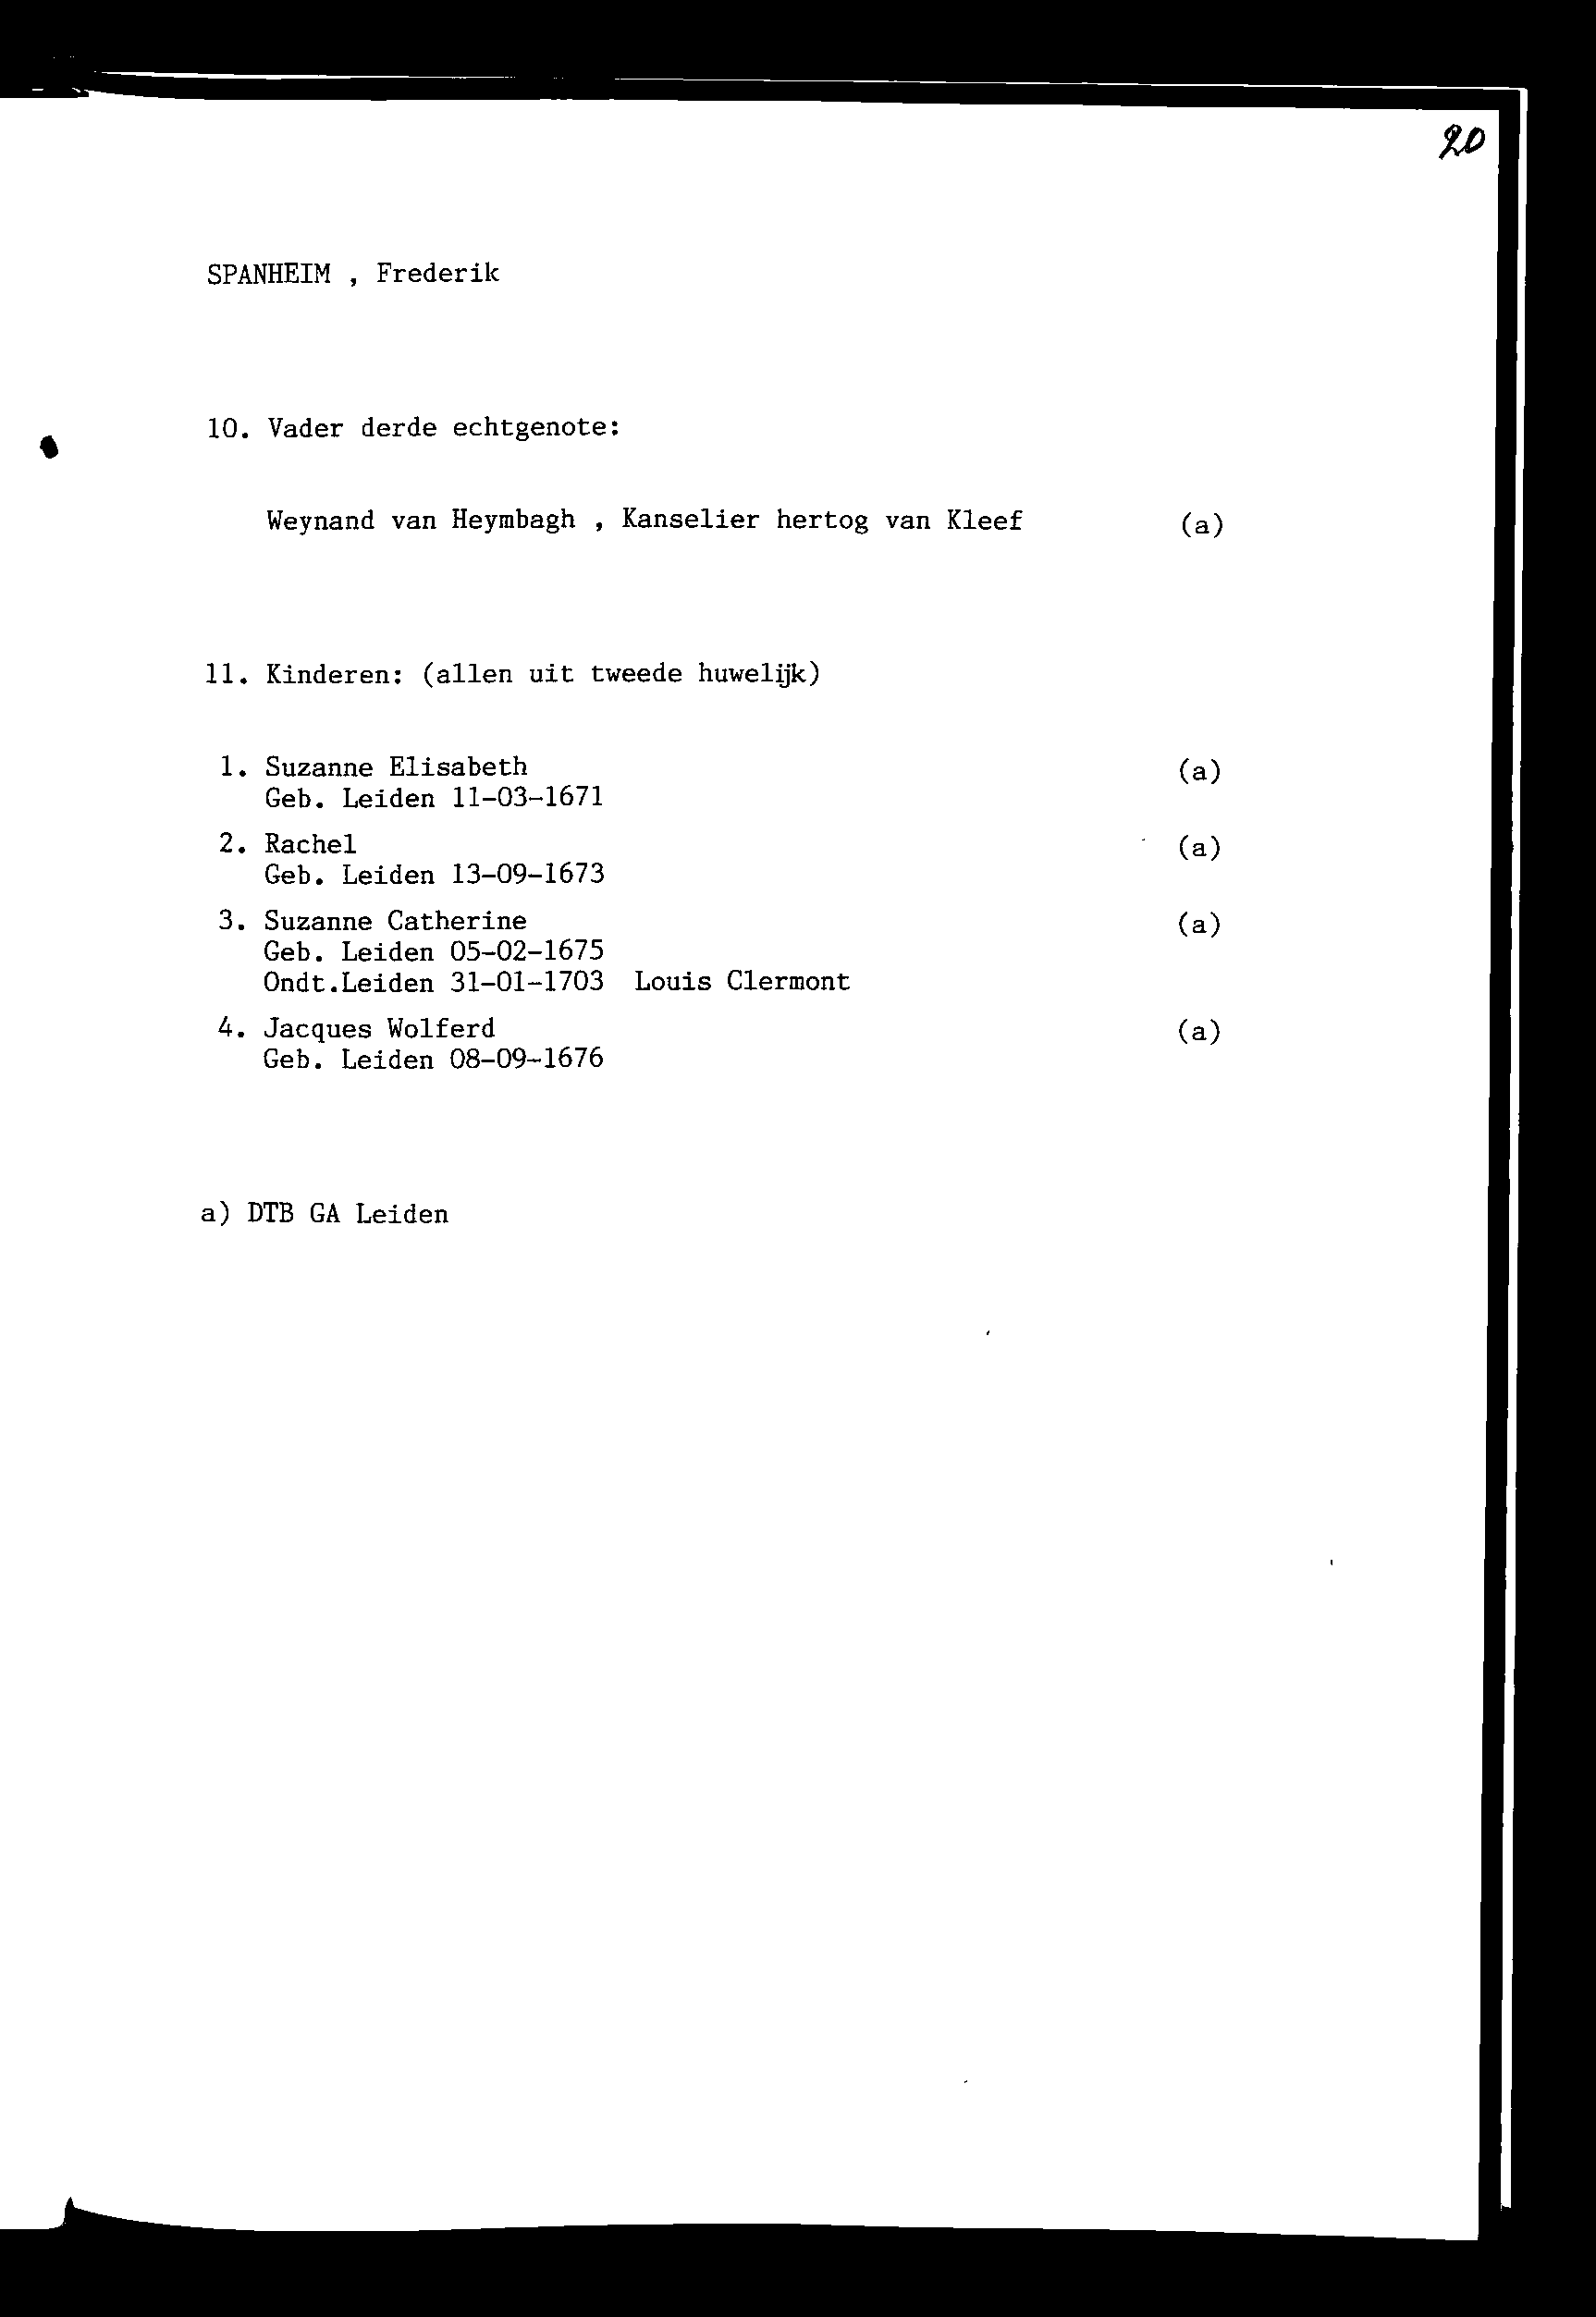 20
SPANHEIM , Frederik
10. Vader derde echtgenote:
Weynand van Heymbagh , Kanselier hertog van Kleef (a)
11. Kinderen: (allen uit tweede huwelijk)
1. Suzanne Elisabeth (a)
Geb. Leiden 11-03-1671
2. Rachel (a)
Geb. Leiden 13-09-1673
3. Suzanne Catherine (a)
Geb. Leiden 05-02-1675
Ondt.Leiden 31-01-1703 Louis Clermont
4. Jacques Wolferd (a)
Geb. Leiden 08-09-1676
a) DTB GA Leiden